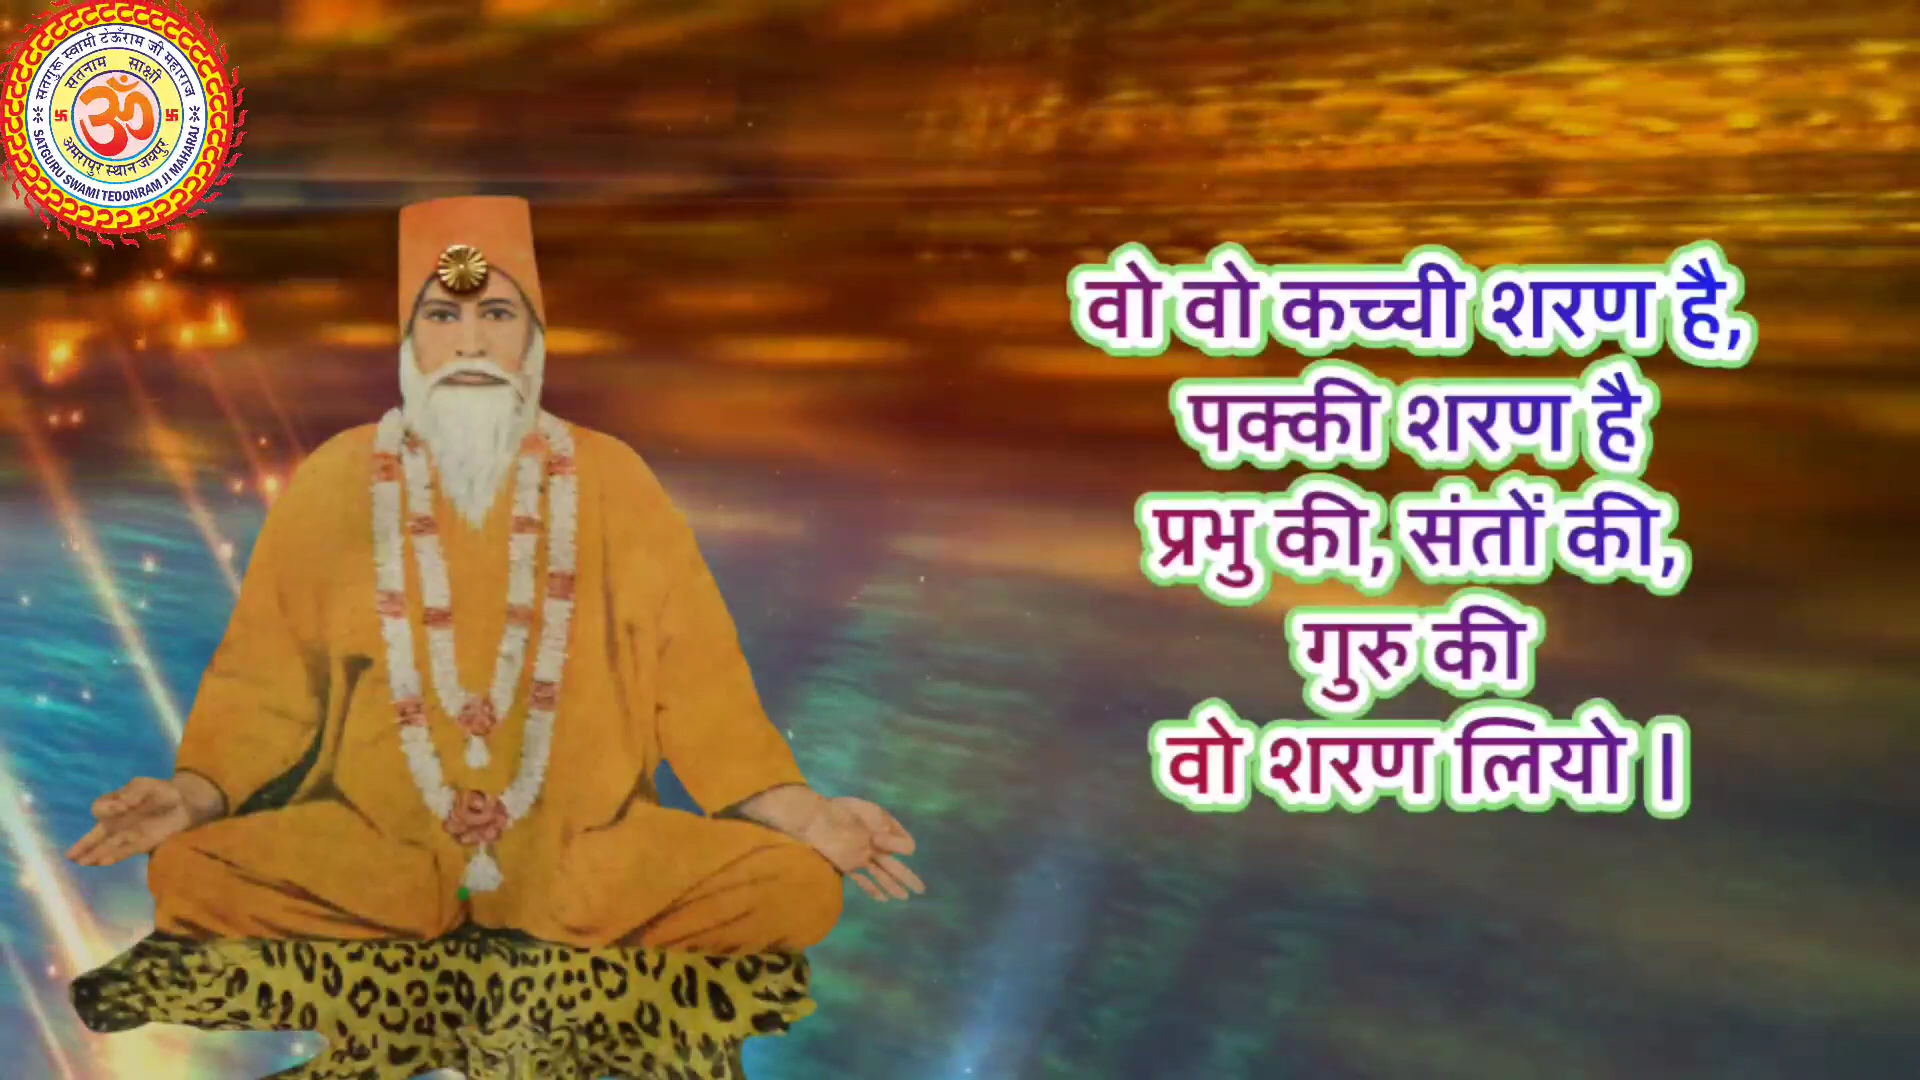 सतगुरू स्वामी टेऊँराम जी महाराज
सतनाम साक्षी
ॐ
अमरापुर स्थान जयपुर
SATGURU SWAMI TEOONRAM JI MAHARAJ
वो वो कच्ची शरण है,
पक्की शरण है
प्रभु की, संतों की,
गुरु की
वो शरण लियो |